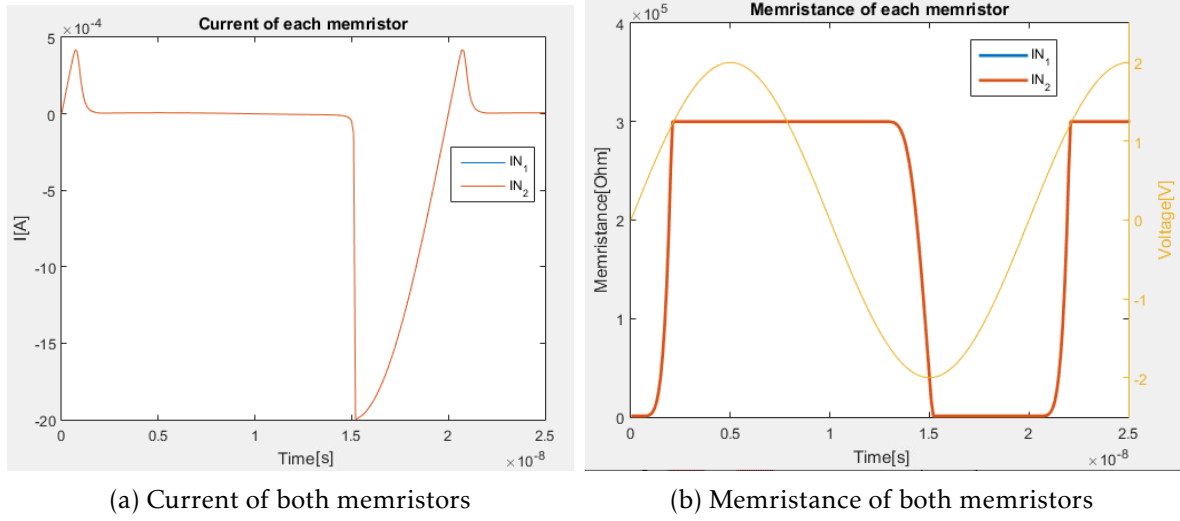 Current of each memristor
×10⁻⁴
I[A]
5
0
-5
-10
-15
-20
0
0.5
1
1.5
2
2.5
Time[s]
×10⁻⁸
IN₁
IN₂
(a) Current of both memristors
Memristance of each memristor
×10⁵
Memristance[Ohm]
4
3
2
1
0
0
0.5
1
1.5
2
2.5
Time[s]
×10⁻⁸
2
1
0
-1
-2
Voltage[V]
IN₁
IN₂
(b) Memristance of both memristors